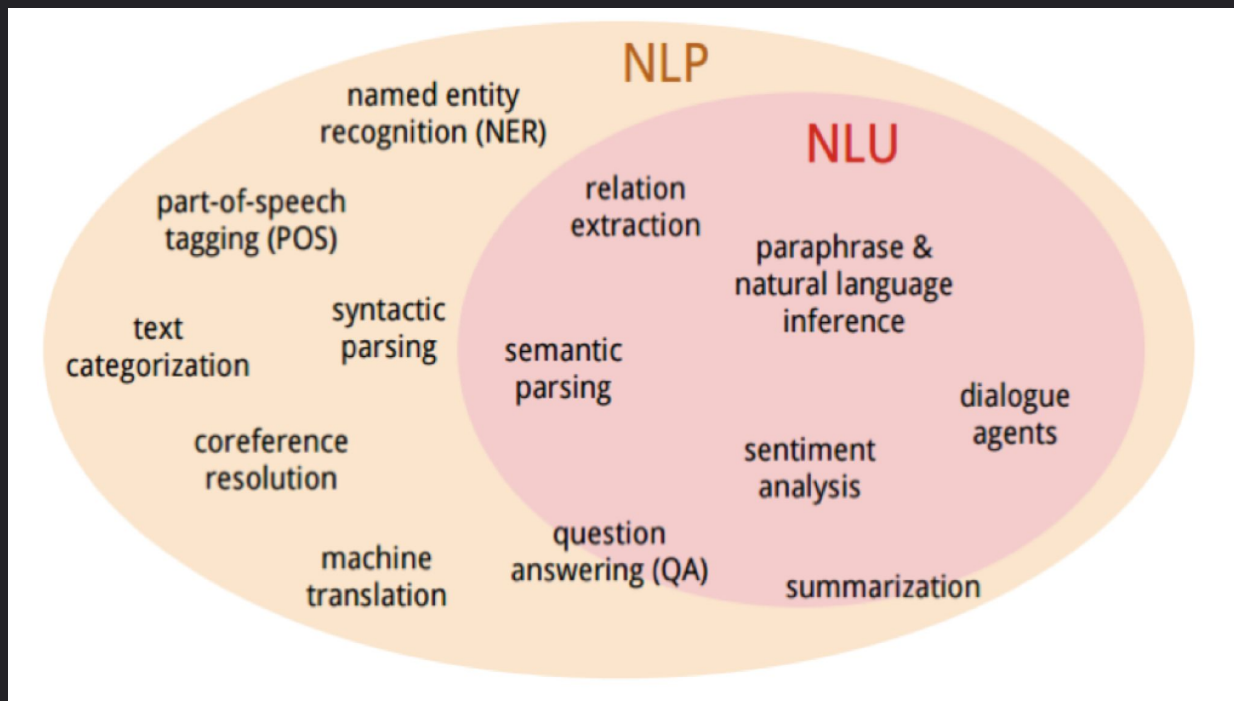 NLP
named entity
recognition (NER)
NLU
part-of-speech
tagging (POS)
relation
extraction
paraphrase &
natural language
inference
text
categorization
syntactic
parsing
semantic
parsing
dialogue
agents
coreference
resolution
sentiment
analysis
machine
translation
question
answering (QA)
summarization